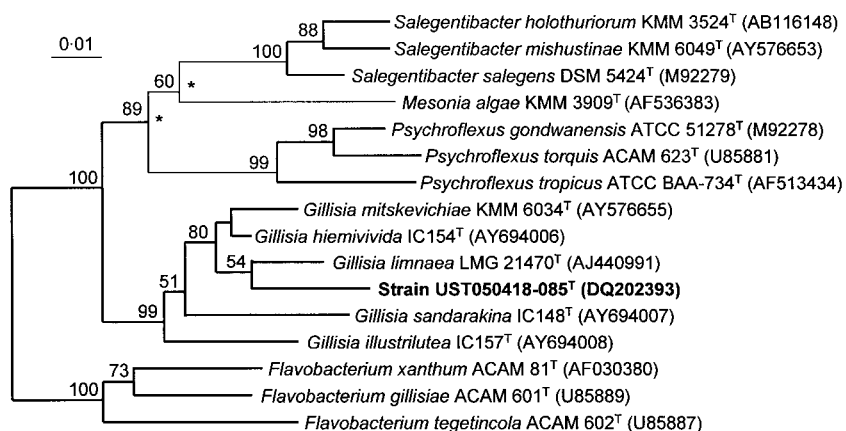 0·01
88
Salegentibacter holothuriorum KMM 3524ᵀ (AB116148)
Salegentibacter mishustinae KMM 6049ᵀ (AY576653)
100
Salegentibacter salegens DSM 5424ᵀ (M92279)
60
*
Mesonia algae KMM 3909ᵀ (AF536383)
89
*
98
Psychroflexus gondwanensis ATCC 51278ᵀ (M92278)
Psychroflexus torquis ACAM 623ᵀ (U85881)
99
Psychroflexus tropicus ATCC BAA-734ᵀ (AF513434)
100
Gillisia mitskevichiae KMM 6034ᵀ (AY576655)
80
Gillisia hiemivivida IC154ᵀ (AY694006)
54
Gillisia limnaea LMG 21470ᵀ (AJ440991)
Strain UST050418-085ᵀ (DQ202393)
51
Gillisia sandarakina IC148ᵀ (AY694007)
99
Gillisia illustrilutea IC157ᵀ (AY694008)
73
Flavobacterium xanthum ACAM 81ᵀ (AF030380)
100
Flavobacterium gillisiae ACAM 601ᵀ (U85889)
Flavobacterium tegetincola ACAM 602ᵀ (U85887)